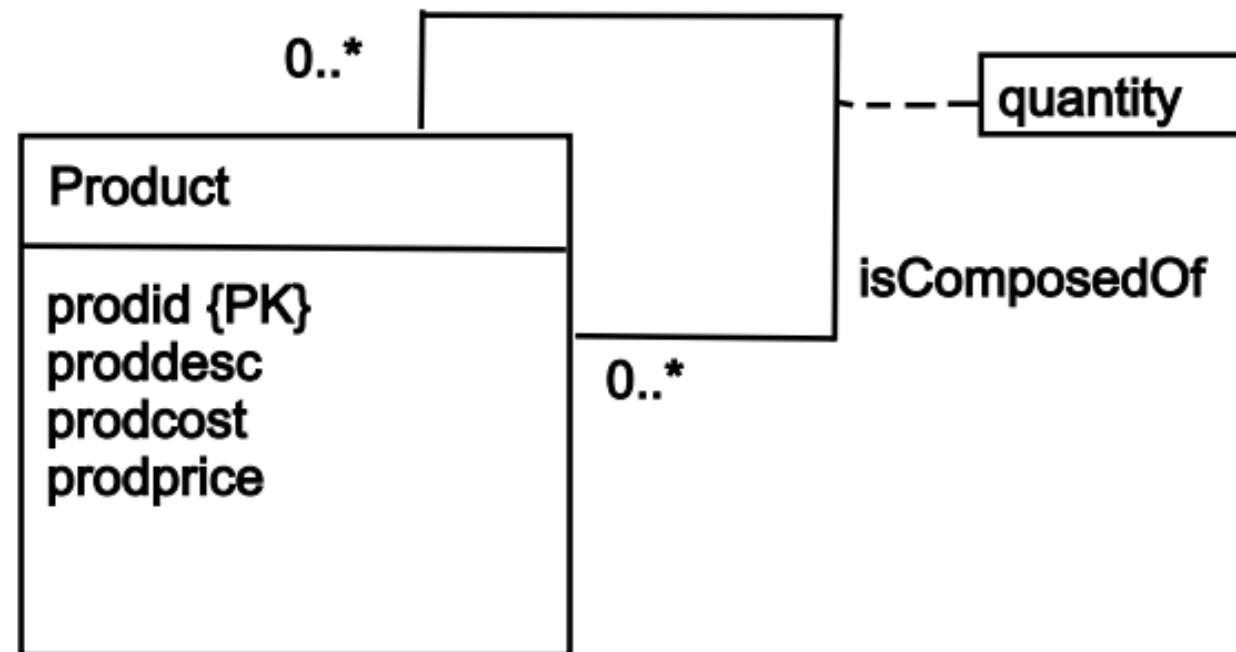 0..*
quantity
Product
isComposedOf
prodid {PK}
proddesc
0..*
prodcost
prodprice